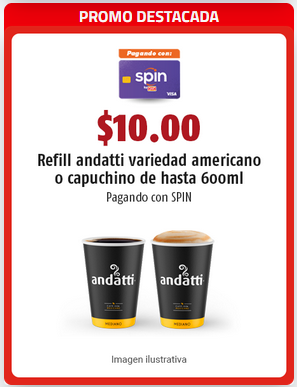 PROMO DESTACADA
Pagando con:
spin
VISA
$10.00
Refill andatti variedad americano
o capuchino de hasta 600ml
Pagando con SPIN
andatti
MEDIANO
andatti
MEDIANO
Imagen ilustrativa